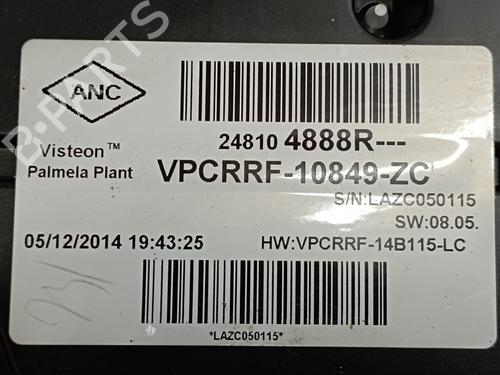 ANC
24810 4888R---
Visteon™
Palmela Plant
VPCRRF-10849-ZC
S/N:LAZC050115
SW:08.05.
05/12/2014 19:43:25
HW:VPCRRF-14B115-LC
*LAZC050115*
B-PARTS